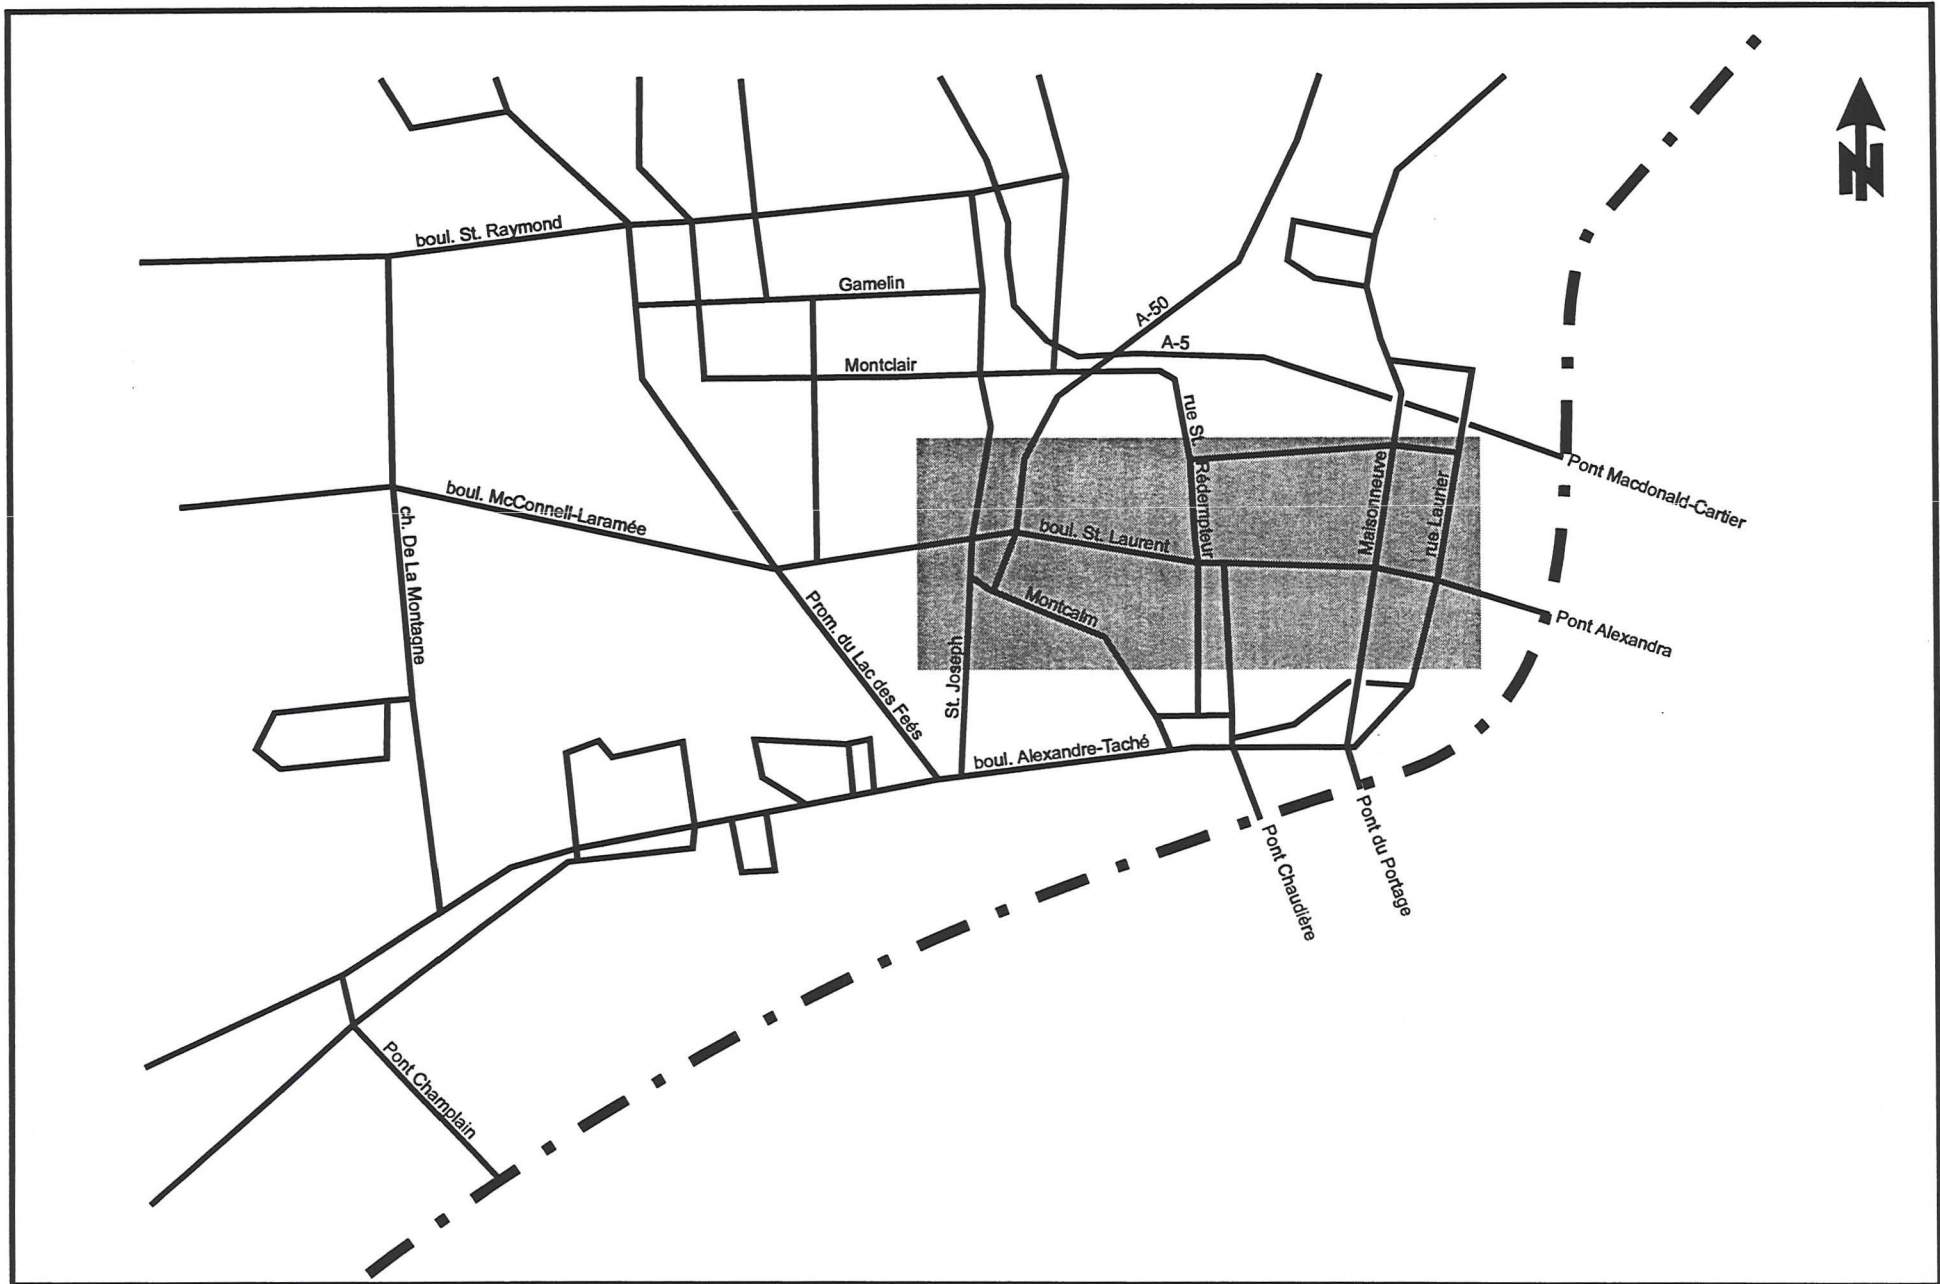 boul. St. Raymond
Gamelin
A-50
A-5
Montclair
rue St.
Rédempteur
boul. McConnell-Laramée
ch. De La Montagne
boul. St. Laurent
Maisonneuve
rue Laurier
Pont Macdonald-Cartier
Montcalm
Pont Alexandra
Prom. du Lac des Feés
St. Joseph
boul. Alexandre-Taché
Pont Chaudière
Pont du Portage
Pont Champlain
N